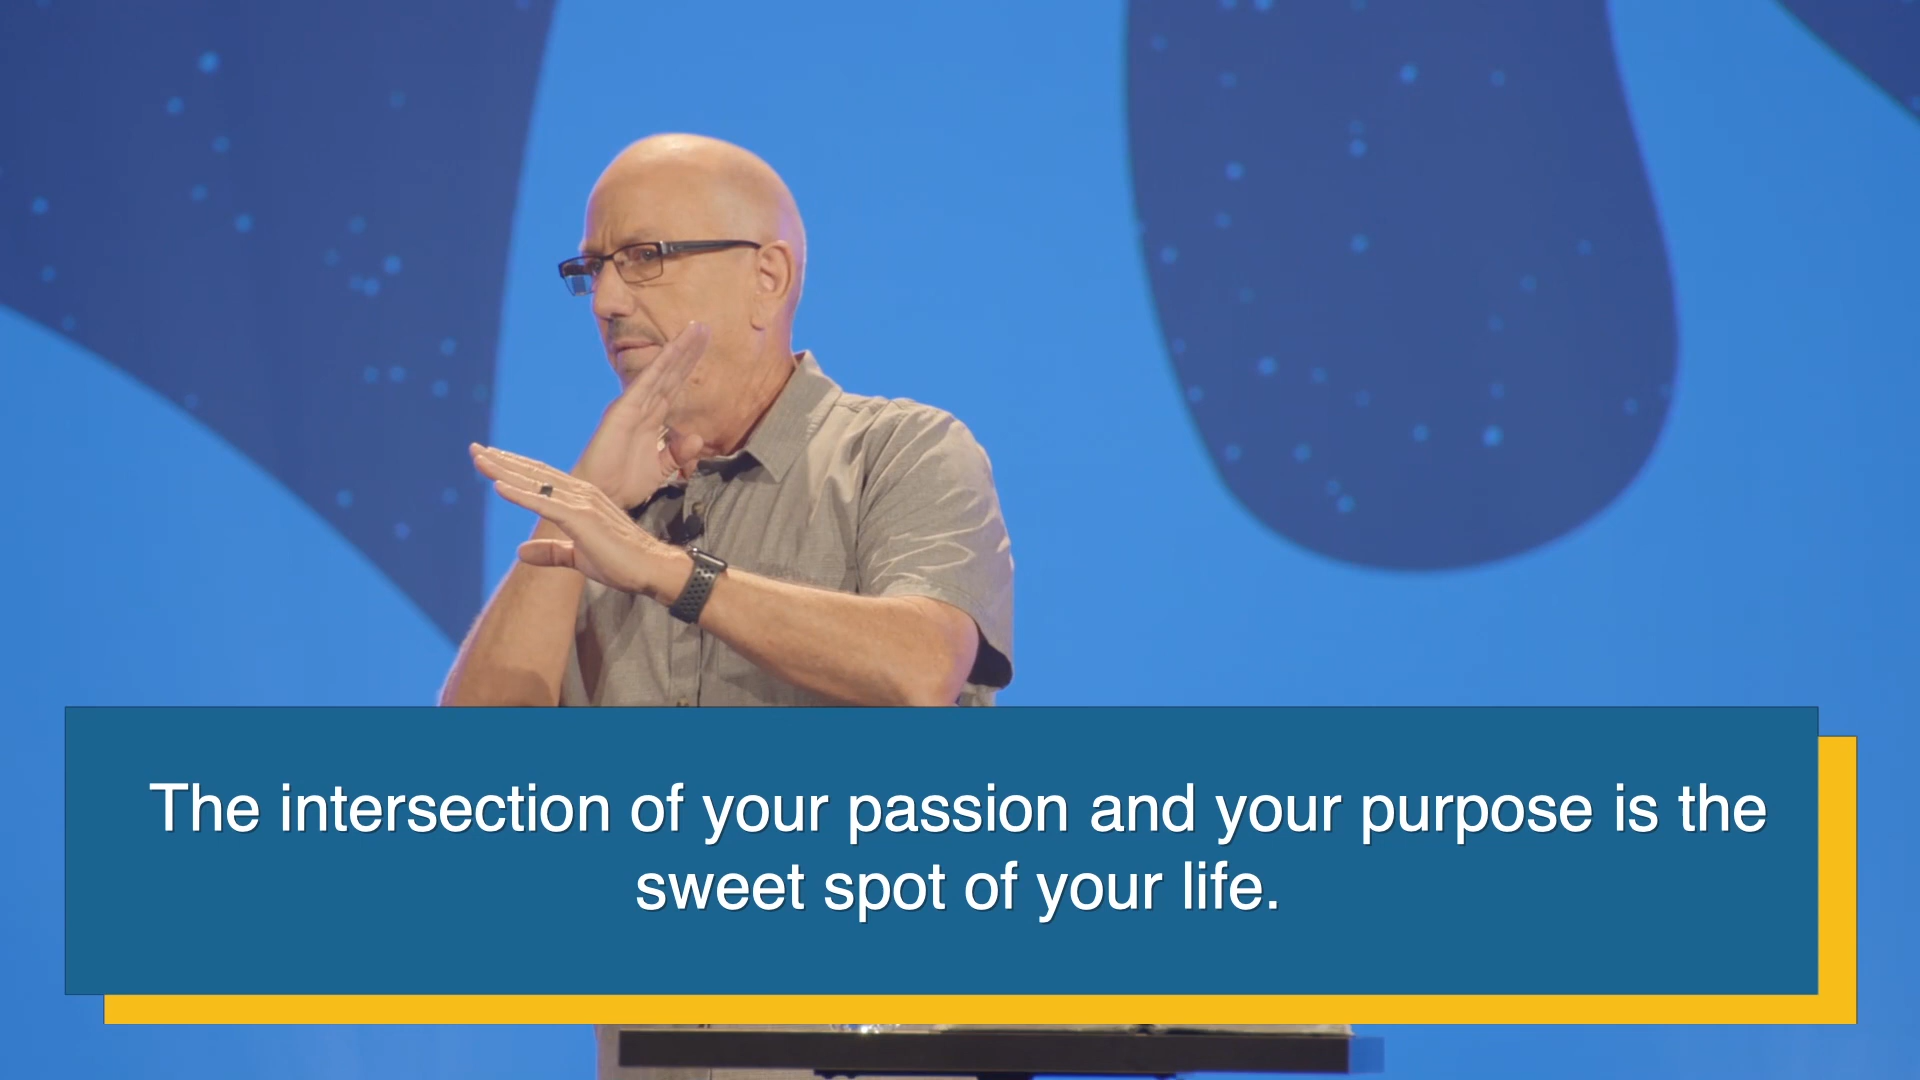 The intersection of your passion and your purpose is the
sweet spot of your life.